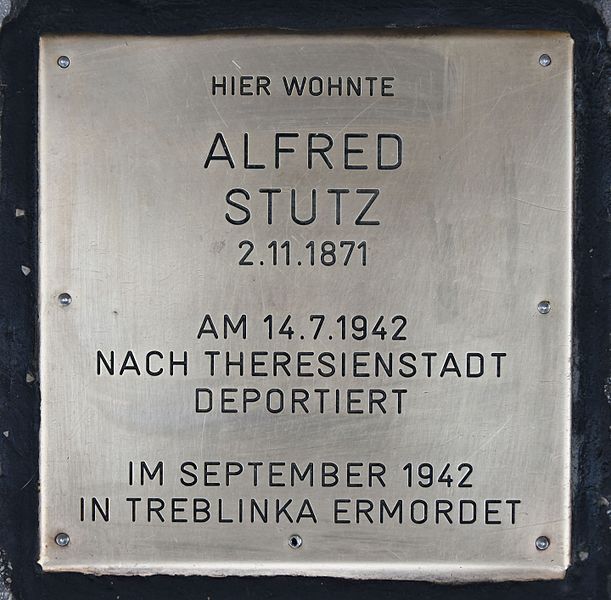 HIER WOHNTE
ALFRED
STUTZ
2.11.1871
AM 14.7.1942
NACH THERESIENSTADT
DEPORTIERT
IM SEPTEMBER 1942
IN TREBLINKA ERMORDET